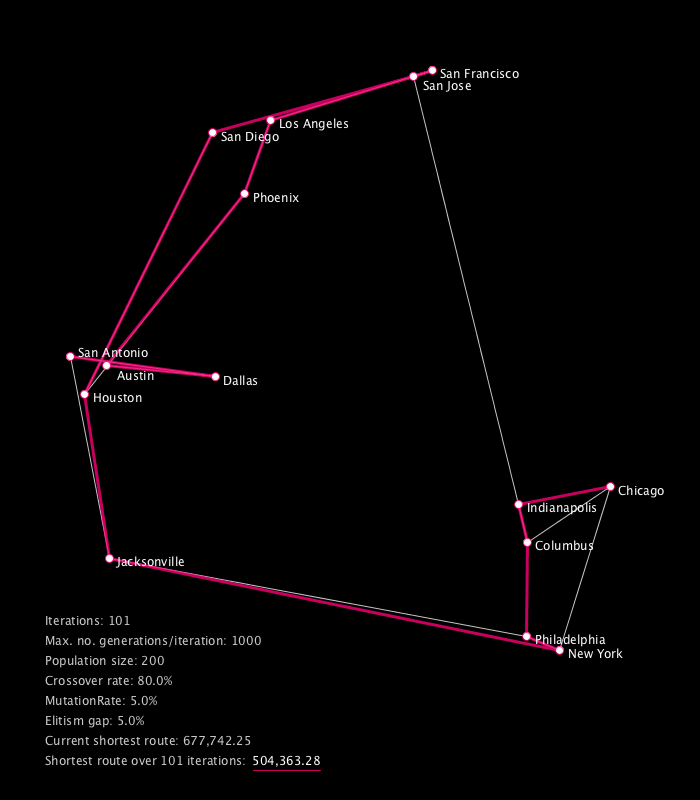 San Francisco
San Jose
Los Angeles
San Diego
Phoenix
San Antonio
Austin
Dallas
Houston
Chicago
Indianapolis
Columbus
Jacksonville
Philadelphia
New York
Iterations: 101
Max. no. generations/iteration: 1000
Population size: 200
Crossover rate: 80.0%
MutationRate: 5.0%
Elitism gap: 5.0%
Current shortest route: 677,742.25
Shortest route over 101 iterations: 504,363.28